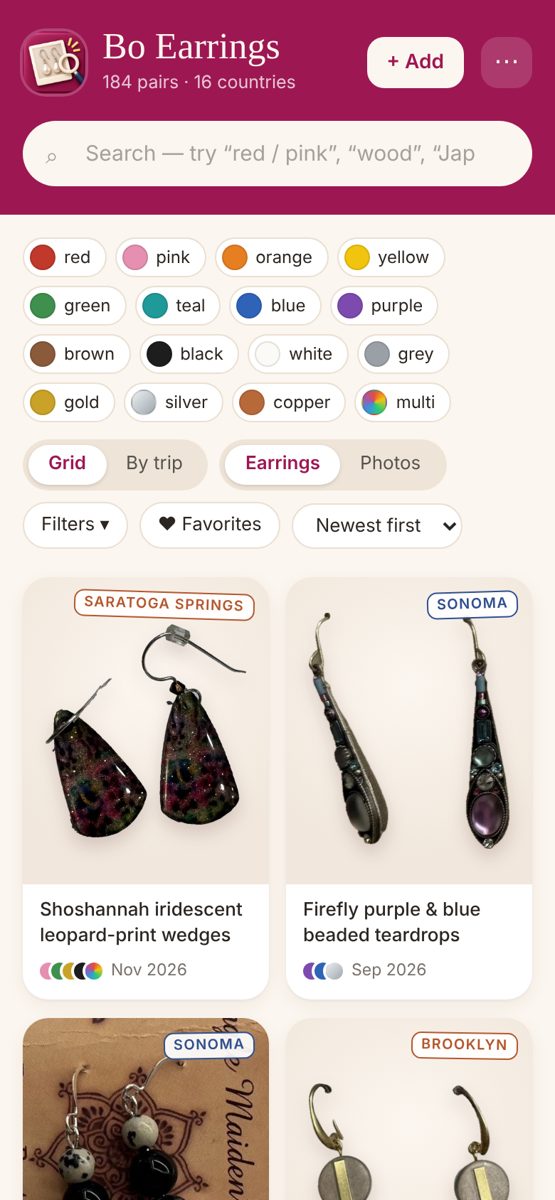 Bo Earrings
184 pairs · 16 countries
+ Add
···
Search — try “red / pink”, “wood”, “Jap
red
pink
orange
yellow
green
teal
blue
purple
brown
black
white
grey
gold
silver
copper
multi
Grid
By trip
Earrings
Photos
Filters ▾
♥ Favorites
Newest first
SARATOGA SPRINGS
SONOMA
Shoshannah iridescent
leopard-print wedges
Nov 2026
Firefly purple & blue
beaded teardrops
Sep 2026
SONOMA
Maiden
BROOKLYN